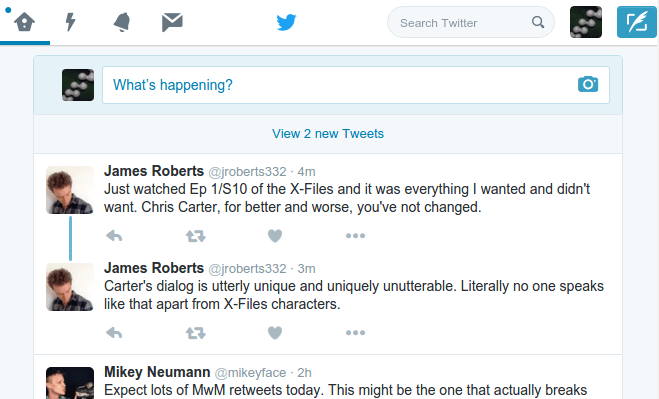 Search Twitter
What's happening?
View 2 new Tweets
James Roberts @jroberts332 · 4m
Just watched Ep 1/S10 of the X-Files and it was everything I wanted and didn't
want. Chris Carter, for better and worse, you've not changed.
James Roberts @jroberts332 · 3m
Carter's dialog is utterly unique and uniquely unutterable. Literally no one speaks
like that apart from X-Files characters.
Mikey Neumann @mikeyface · 2h
Expect lots of MwM retweets today. This might be the one that actually breaks